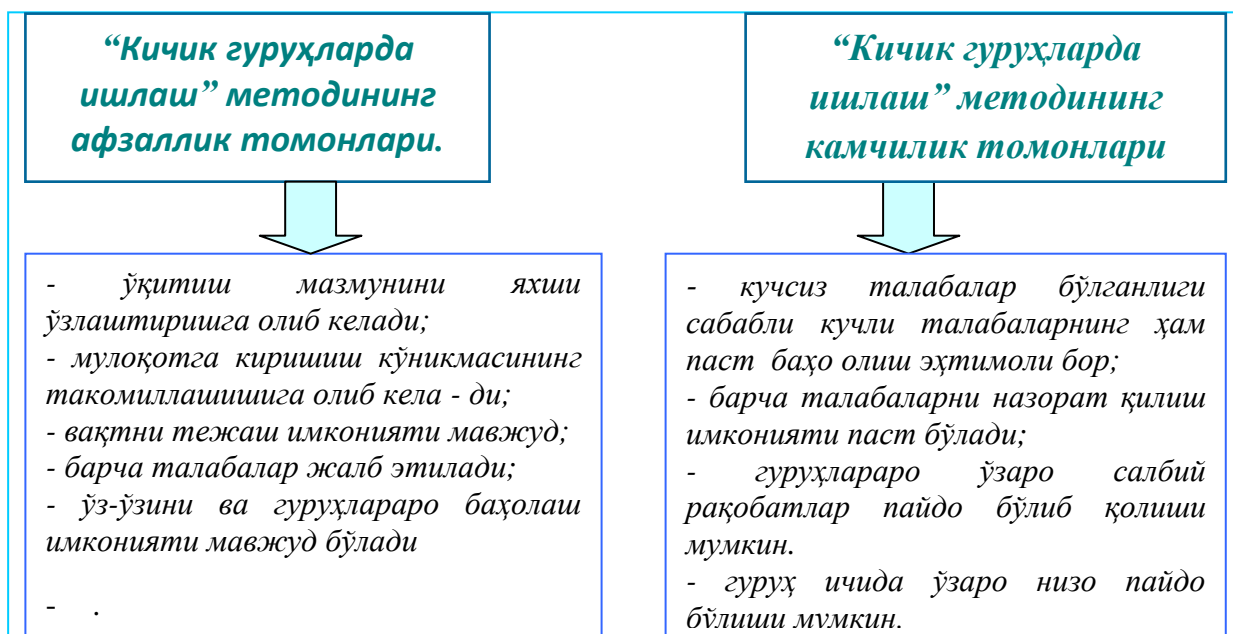 “Кичик гуруҳларда
ишлаш” методининг
афзаллик томонлари.
- ўқитиш мазмунини яхши
ўзлаштиришга олиб келади;
- мулоқотга киришиш кўникмасининг
такомиллашишига олиб кела - ди;
- вақтни тежаш имконияти мавжуд;
- барча талабалар жалб этилади;
- ўз-ўзини ва гуруҳлараро баҳолаш
имконияти мавжуд бўлади
- .
“Кичик гуруҳларда
ишлаш” методининг
камчилик томонлари
- кучсиз талабалар бўлганлиги
сабабли кучли талабаларнинг ҳам
паст баҳо олиш эҳтимоли бор;
- барча талабаларни назорат қилиш
имконияти паст бўлади;
- гуруҳлараро ўзаро салбий
рақобатлар пайдо бўлиб қолиши
мумкин.
- гуруҳ ичида ўзаро низо пайдо
бўлиши мумкин.